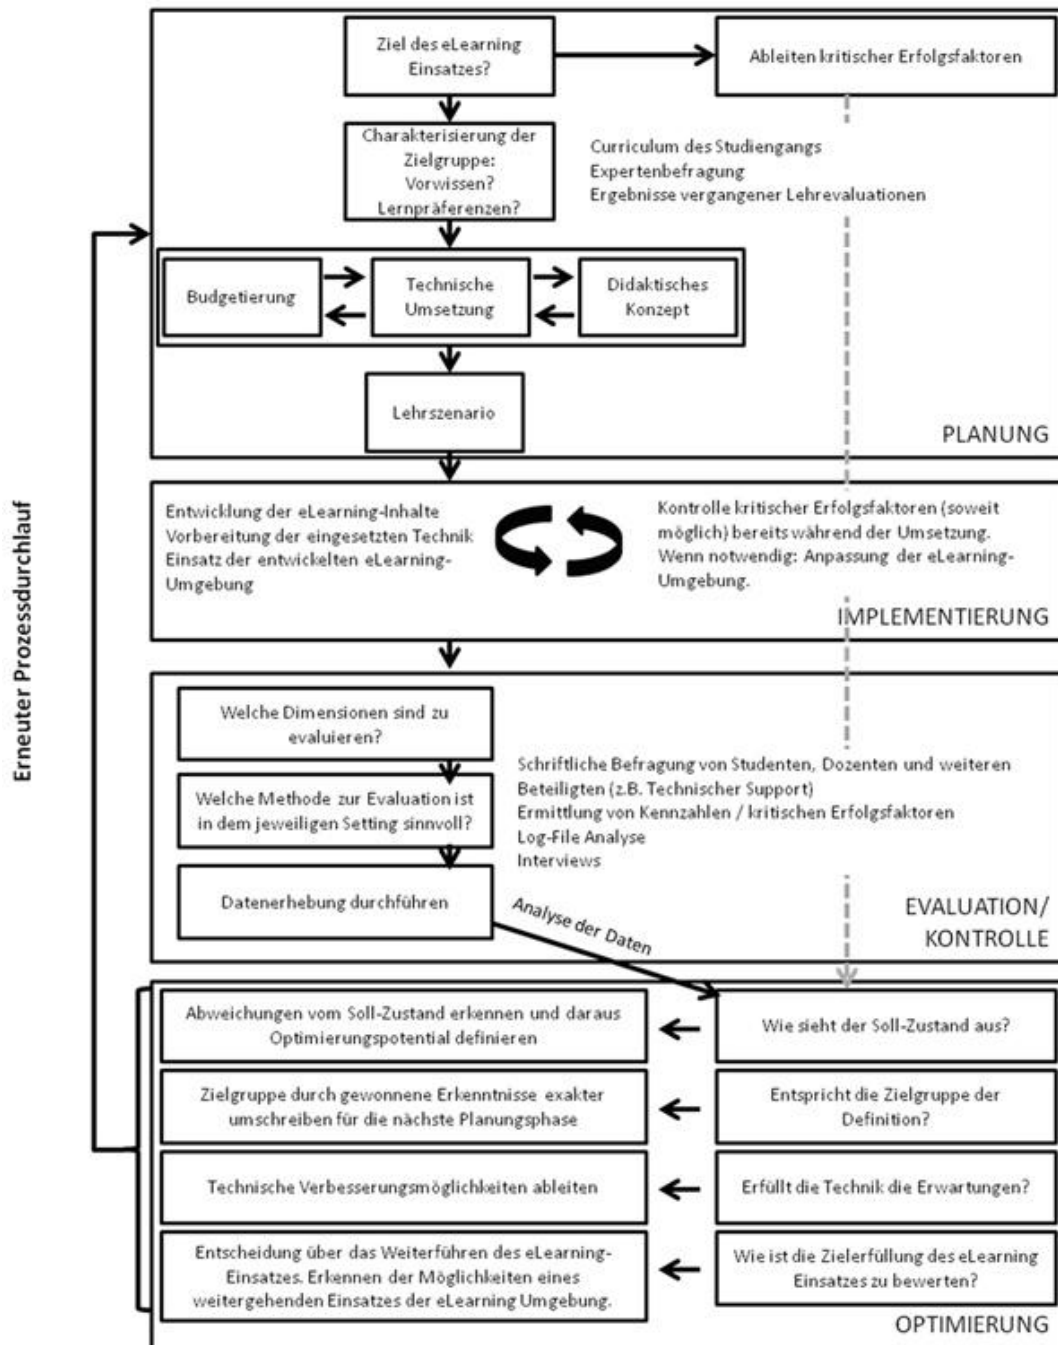 Ziel des eLearning
Einsatzes?
Ableiten kritischer Erfolgsfaktoren
Charakterisierung der
Zielgruppe:
Vorwissen?
Lernpräferenzen?
Curriculum des Studiengangs
Expertenbefragung
Ergebnisse vergangener Lehrevaluationen
Budgetierung
Technische
Umsetzung
Didaktisches
Konzept
Lehrszenario
PLANUNG
Erneuter Prozessdurchlauf
Entwicklung der eLearning-Inhalte
Vorbereitung der eingesetzten Technik
Einsatz der entwickelten eLearning-
Umgebung
Kontrolle kritischer Erfolgsfaktoren (soweit
möglich) bereits während der Umsetzung.
Wenn notwendig: Anpassung der eLearning-
Umgebung.
IMPLEMENTIERUNG
Welche Dimensionen sind zu
evaluieren?
Welche Methode zur Evaluation ist
in dem jeweiligen Setting sinnvoll?
Datenerhebung durchführen
Schriftliche Befragung von Studenten, Dozenten und weiteren
Beteiligten (z.B. Technischer Support)
Ermittlung von Kennzahlen / kritischen Erfolgsfaktoren
Log-File Analyse
Interviews
Analyse der Daten
EVALUATION/
KONTROLLE
Abweichungen vom Soll-Zustand erkennen und daraus
Optimierungspotential definieren
Wie sieht der Soll-Zustand aus?
Zielgruppe durch gewonnene Erkenntnisse exakter
umschreiben für die nächste Planungsphase
Entspricht die Zielgruppe der
Definition?
Technische Verbesserungsmöglichkeiten ableiten
Erfüllt die Technik die Erwartungen?
Entscheidung über das Weiterführen des eLearning-
Einsatzes. Erkennen der Möglichkeiten eines
weitergehenden Einsatzes der eLearning Umgebung.
Wie ist die Zielerfüllung des eLearning
Einsatzes zu bewerten?
OPTIMIERUNG